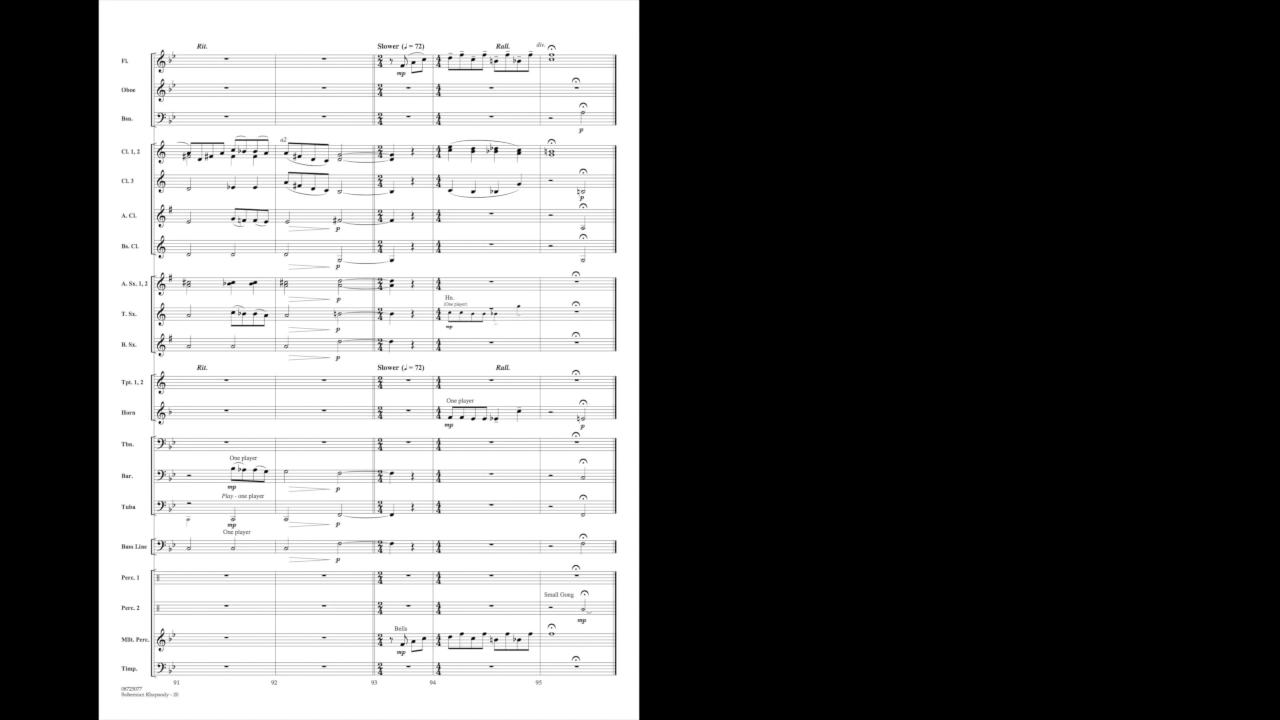 Rit. Slower (♩ = 72) Rall. div.
Fl.
mp
Oboe
Bsn.
p
a2
Cl. 1, 2
Cl. 3
p
A. Cl.
p
Bs. Cl.
p
A. Sx. 1, 2
p
Hn.
(One player)
T. Sx.
p mp
B. Sx.
p
Rit. Slower (♩ = 72) Rall.
Tpt. 1, 2
One player
Horn
mp p
Tbn.
One player
Bar.
mp p
Play - one player
Tuba
mp p
One player
Bass Line
p
Perc. 1
Small Gong
Perc. 2
mp
Bells
Mlt. Perc.
mp
Timp.
91 92 93 94 95
08725077
Bohemian Rhapsody - 20